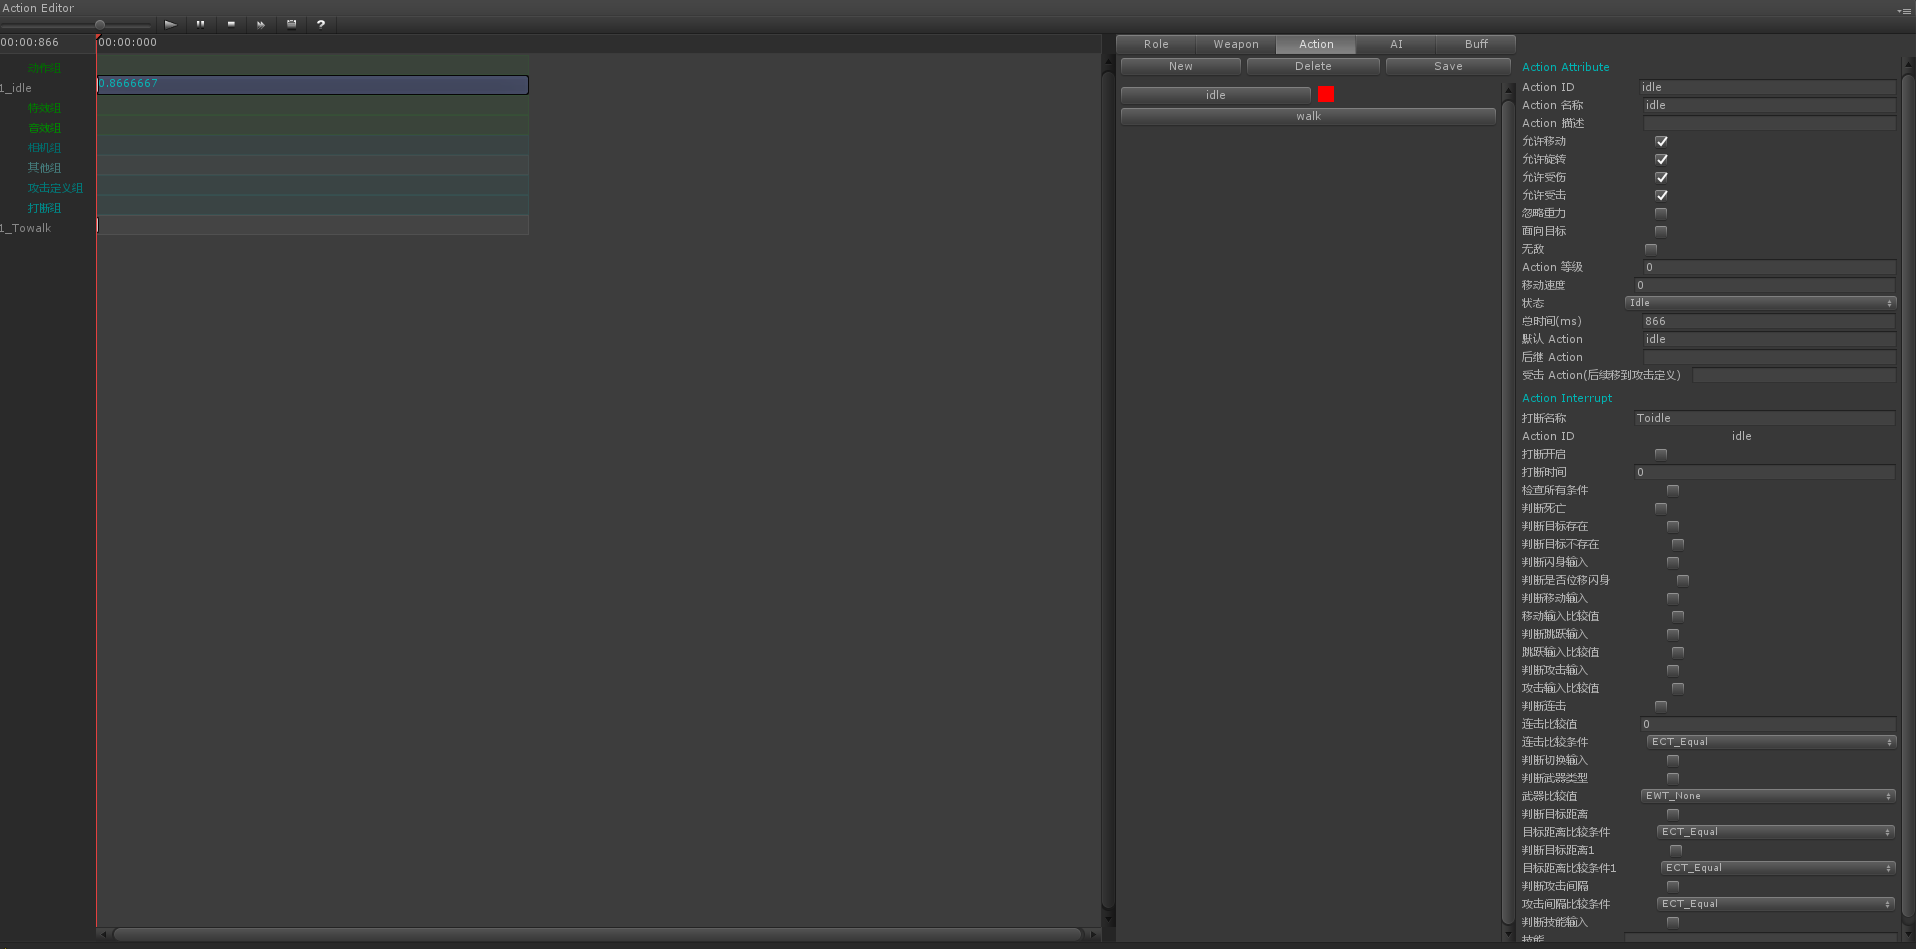 Action Editor
?
00:00:866
00:00:000
动作组
1_idle
0.8666667
特效组
音效组
相机组
其他组
攻击定义组
打断组
1_Towalk
Role Weapon Action AI Buff
New Delete Save
idle
walk
Action Attribute
Action ID idle
Action 名称 idle
Action 描述
允许移动
允许旋转
允许受伤
允许受击
忽略重力
面向目标
无敌
Action 等级 0
移动速度 0
状态 Idle
总时间(ms) 866
默认 Action idle
后继 Action
受击 Action(后续移到攻击定义)
Action Interrupt
打断名称 Toidle
Action ID idle
打断开启
打断时间 0
检查所有条件
判断死亡
判断目标存在
判断目标不存在
判断闪身输入
判断是否位移闪身
判断移动输入
移动输入比较值
判断跳跃输入
跳跃输入比较值
判断攻击输入
攻击输入比较值
判断连击
连击比较值 0
连击比较条件 ECT_Equal
判断切换输入
判断武器类型
武器比较值 EWT_None
判断目标距离
目标距离比较条件 ECT_Equal
判断目标距离1
目标距离比较条件1 ECT_Equal
判断攻击间隔
攻击间隔比较条件 ECT_Equal
判断技能输入
技能